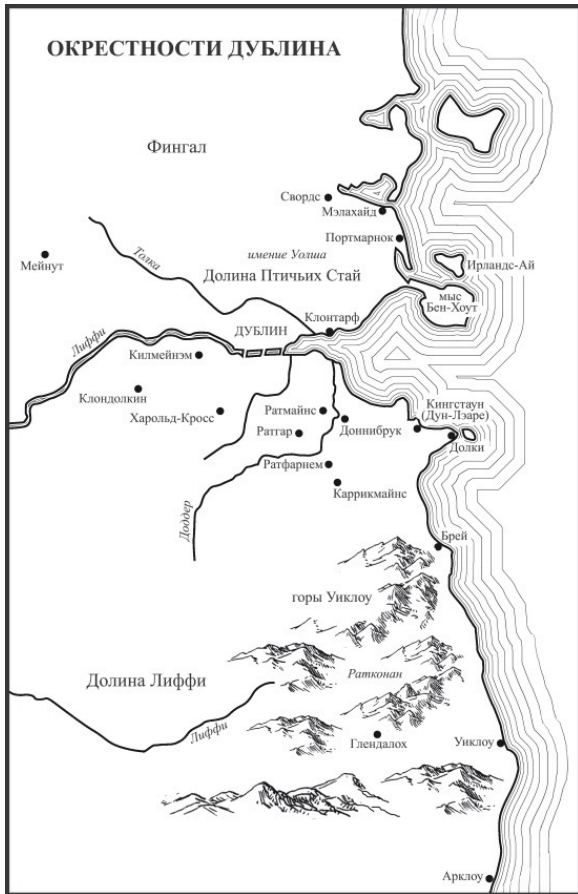 ОКРЕСТНОСТИ ДУБЛИНА
Фингал
Свордс
Мэлахайд
Портмарнок
Толка
имение Уолша
Мейнут
Долина Птичьих Стай
Ирландс-Ай
мыс
Бен-Хоут
Клонтарф
ДУБЛИН
Лиффи
Килмейнэм
Клондолкин
Харольд-Кросс
Ратмайнс
Кингстаун
(Дун-Лэаре)
Доннибрук
Ратгар
Долки
Ратфарнем
Каррикмайнс
Доддер
Брей
горы Уиклоу
Ратконан
Долина Лиффи
Лиффи
Глендалох
Уиклоу
Арклоу